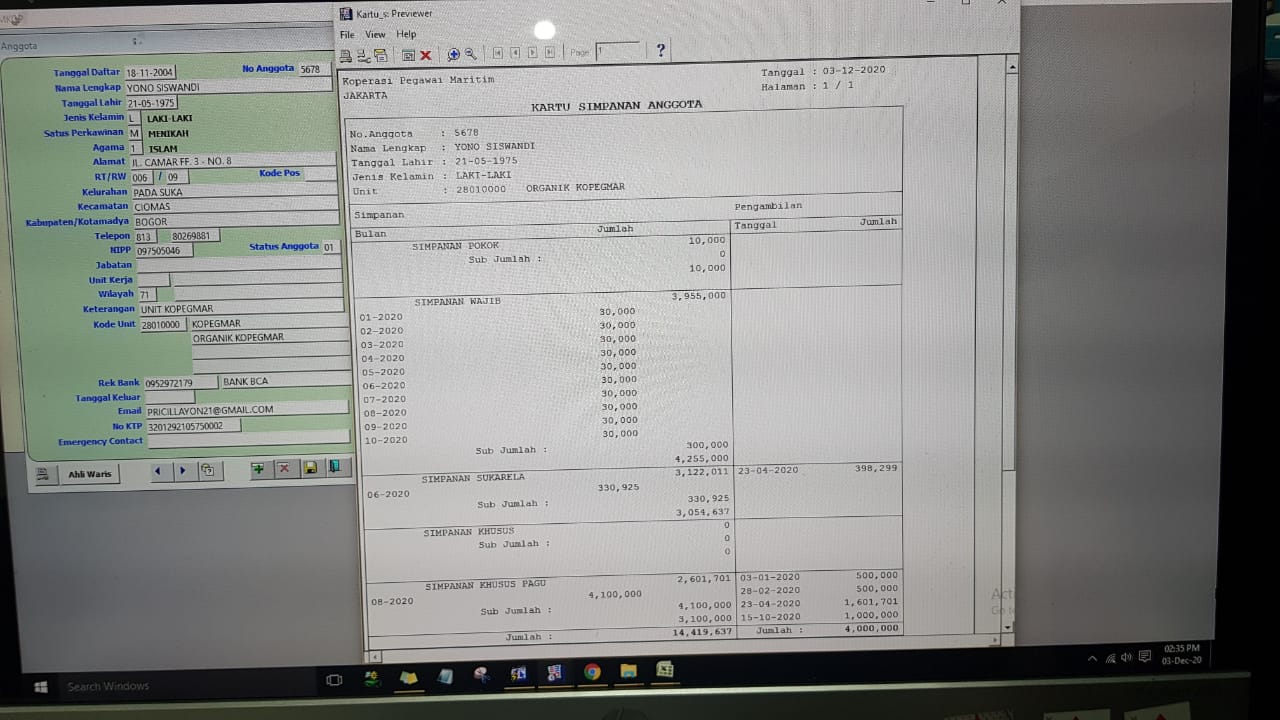 Anggota
Tanggal Daftar 18-11-2004 No Anggota 5678
Nama Lengkap YONO SISWANDI
Tanggal Lahir 21-05-1975
Jenis Kelamin L LAKI-LAKI
Satus Perkawinan M MENIKAH
Agama 1 ISLAM
Alamat JL. CAMAR FF. 3 - NO. 8
RT/RW 006 / 09 Kode Pos
Kelurahan PADA SUKA
Kecamatan CIOMAS
Kabupaten/Kotamadya BOGOR
Telepon 813 80269881
NIPP 097505046 Status Anggota 01
Jabatan
Unit Kerja
Wilayah 71
Keterangan UNIT KOPEGMAR
Kode Unit 28010000 KOPEGMAR
ORGANIK KOPEGMAR
Rek Bank 0952972179 BANK BCA
Tanggal Keluar
Email PRICILLAYON21@GMAIL.COM
No KTP 3201292105750002
Emergency Contact
Ahli Waris
Kartu_s: Previewer
File View Help
Page 1 ?
Koperasi Pegawai Maritim Tanggal : 03-12-2020
JAKARTA Halaman : 1 / 1
KARTU SIMPANAN ANGGOTA
No.Anggota : 5678
Nama Lengkap : YONO SISWANDI
Tanggal Lahir : 21-05-1975
Jenis Kelamin : LAKI-LAKI
Unit : 28010000 ORGANIK KOPEGMAR
Simpanan Pengambilan
Bulan Jumlah Tanggal Jumlah
SIMPANAN POKOK 10,000
Sub Jumlah : 0
10,000
SIMPANAN WAJIB 3,955,000
01-2020 30,000
02-2020 30,000
03-2020 30,000
04-2020 30,000
05-2020 30,000
06-2020 30,000
07-2020 30,000
08-2020 30,000
09-2020 30,000
10-2020 30,000
Sub Jumlah : 300,000
4,255,000
SIMPANAN SUKARELA 3,122,011 23-04-2020 398,299
06-2020 330,925
Sub Jumlah : 330,925
3,054,637
SIMPANAN KHUSUS 0
Sub Jumlah : 0
0
SIMPANAN KHUSUS PAGU 2,601,701 03-01-2020 500,000
08-2020 4,100,000 28-02-2020 500,000
Sub Jumlah : 4,100,000 23-04-2020 1,601,701
3,100,000 15-10-2020 1,000,000
Jumlah : 14,419,637 Jumlah : 4,000,000
Act
Go to
Search Windows
02:35 PM
03-Dec-20